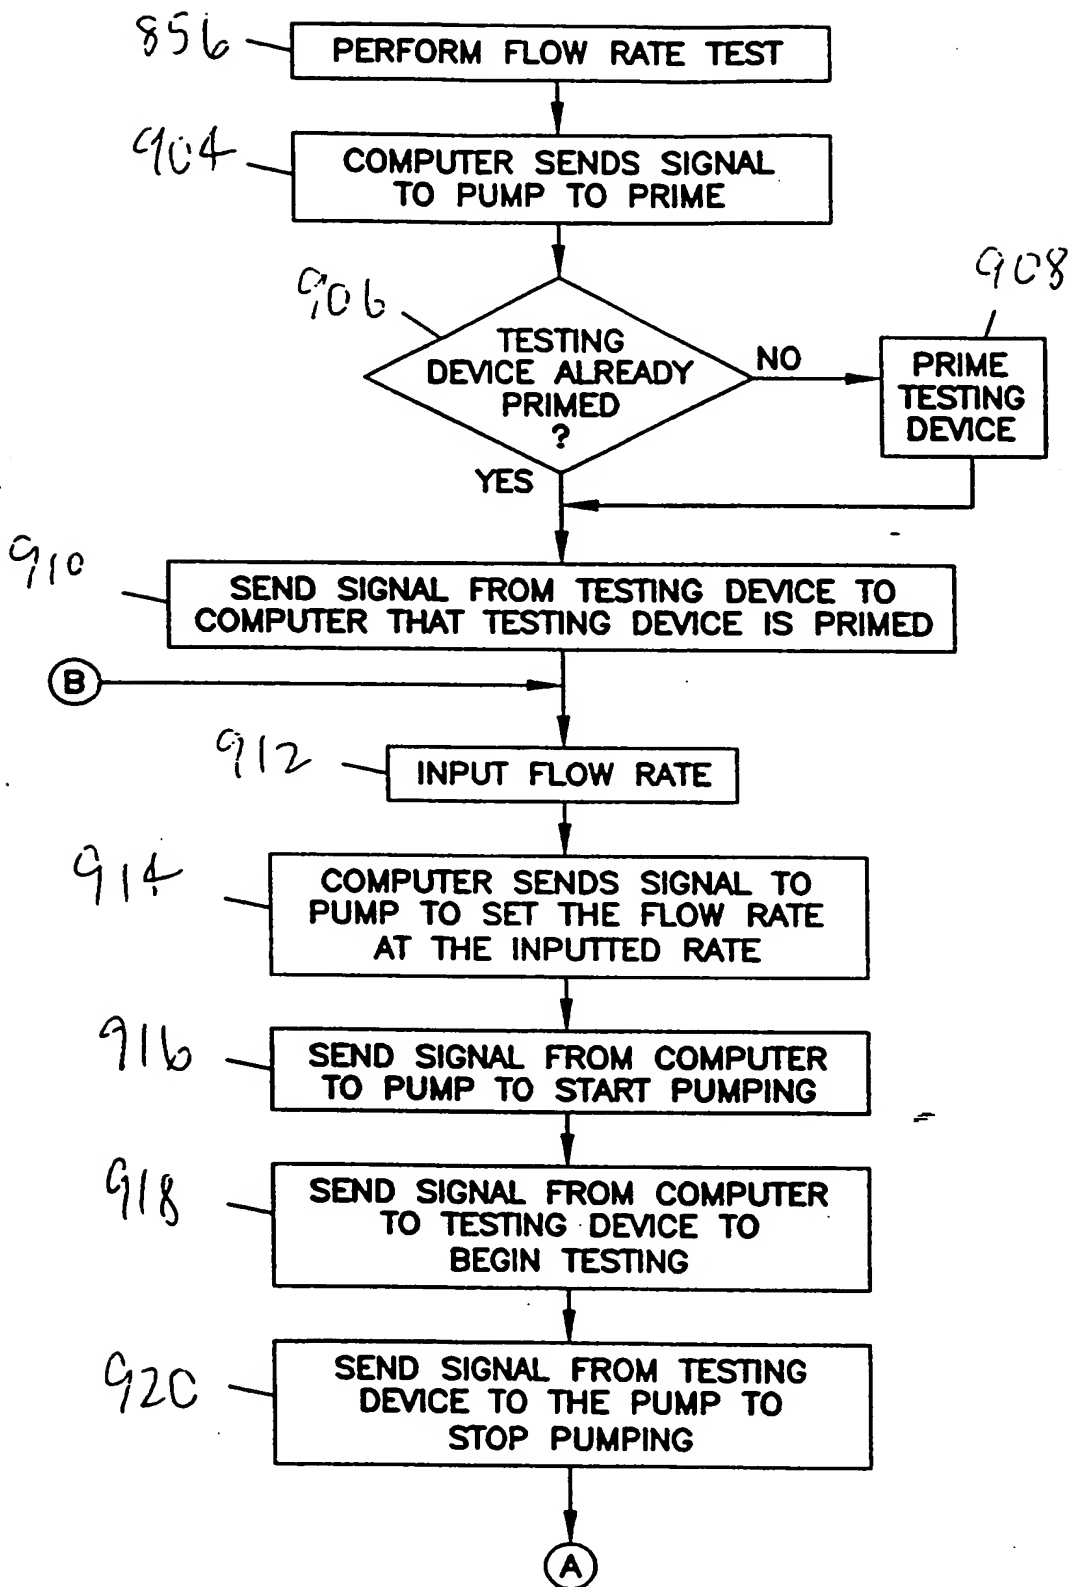 856
PERFORM FLOW RATE TEST
904
COMPUTER SENDS SIGNAL
TO PUMP TO PRIME
906
TESTING
DEVICE ALREADY
PRIMED
?
NO
908
PRIME
TESTING
DEVICE
YES
910
SEND SIGNAL FROM TESTING DEVICE TO
COMPUTER THAT TESTING DEVICE IS PRIMED
B
912
INPUT FLOW RATE
914
COMPUTER SENDS SIGNAL TO
PUMP TO SET THE FLOW RATE
AT THE INPUTTED RATE
916
SEND SIGNAL FROM COMPUTER
TO PUMP TO START PUMPING
918
SEND SIGNAL FROM COMPUTER
TO TESTING DEVICE TO
BEGIN TESTING
920
SEND SIGNAL FROM TESTING
DEVICE TO THE PUMP TO
STOP PUMPING
A